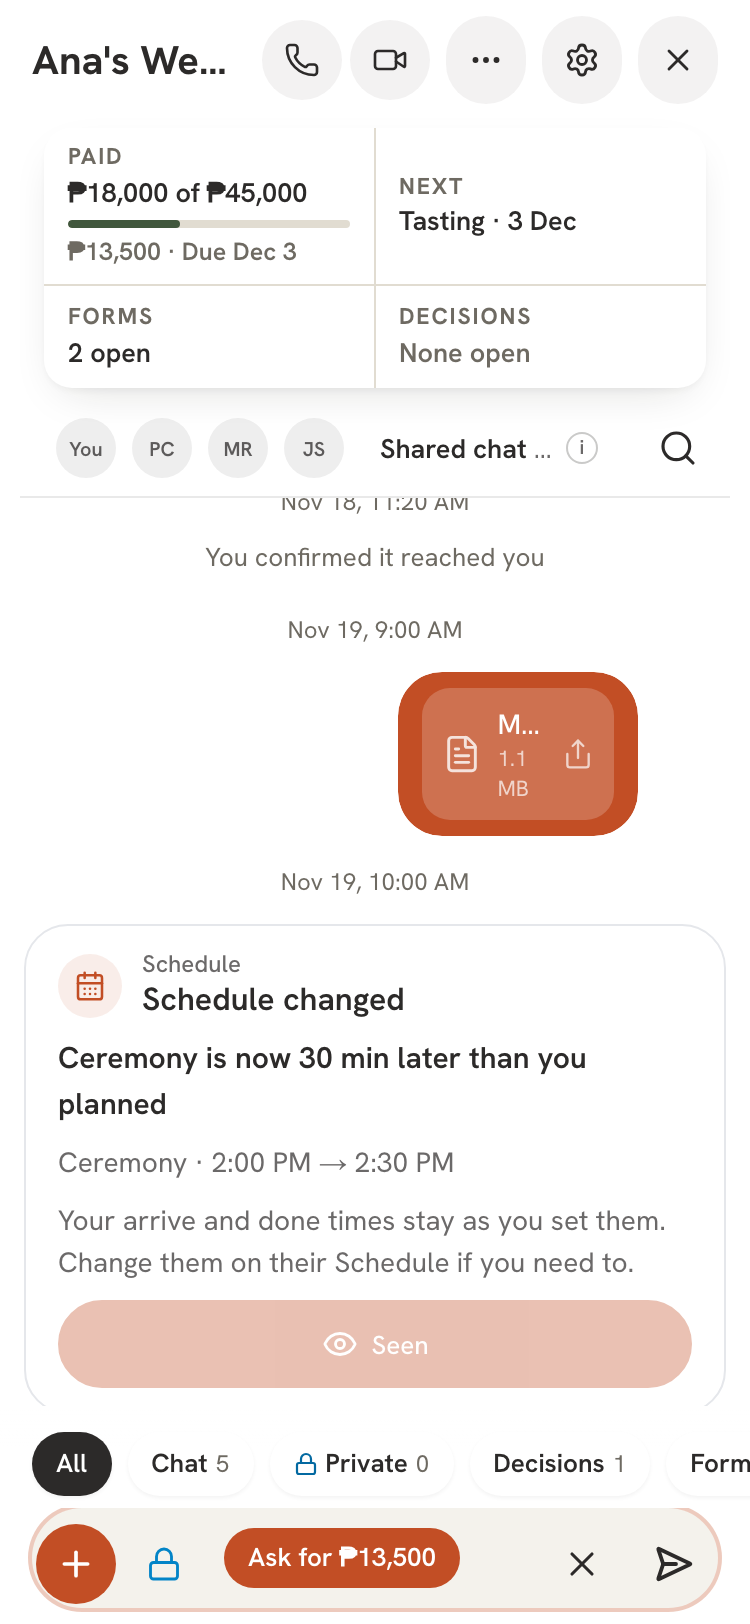 Ana's We...
PAID
₱18,000 of ₱45,000
₱13,500 · Due Dec 3
NEXT
Tasting · 3 Dec
FORMS
2 open
DECISIONS
None open
You
PC
MR
JS
Shared chat ...
i
Nov 18, 11:20 AM
You confirmed it reached you
Nov 19, 9:00 AM
M...
1.1
MB
Nov 19, 10:00 AM
Schedule
Schedule changed
Ceremony is now 30 min later than you
planned
Ceremony · 2:00 PM → 2:30 PM
Your arrive and done times stay as you set them.
Change them on their Schedule if you need to.
Seen
All
Chat 5
Private 0
Decisions 1
Form
Ask for ₱13,500